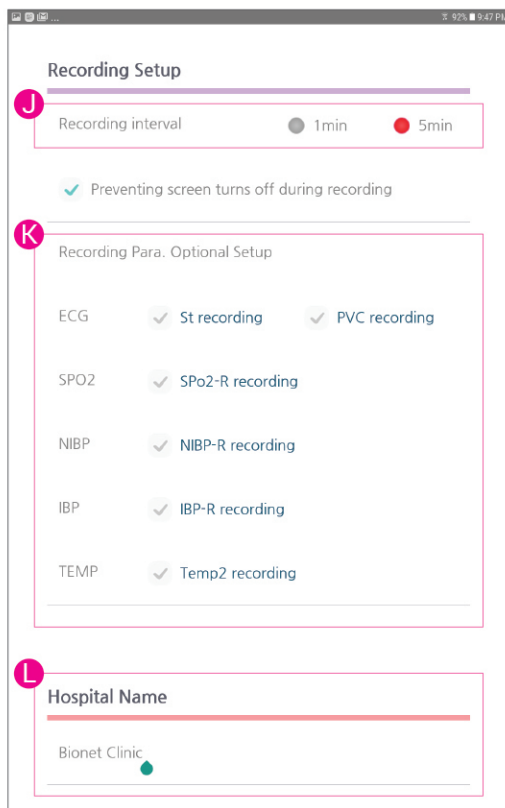 ... 92% 9:47 PM
Recording Setup
J
Recording interval 1min 5min
Preventing screen turns off during recording
K
Recording Para. Optional Setup
ECG St recording PVC recording
SPO2 SPo2-R recording
NIBP NIBP-R recording
IBP IBP-R recording
TEMP Temp2 recording
L
Hospital Name
Bionet Clinic